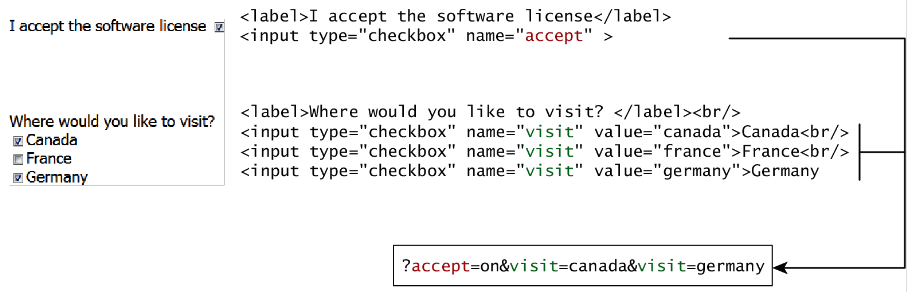 I accept the software license
<label>I accept the software license</label>
<input type="checkbox" name="accept" >
Where would you like to visit?
Canada
France
Germany
<label>Where would you like to visit? </label><br/>
<input type="checkbox" name="visit" value="canada">Canada<br/>
<input type="checkbox" name="visit" value="france">France<br/>
<input type="checkbox" name="visit" value="germany">Germany
?accept=on&visit=canada&visit=germany